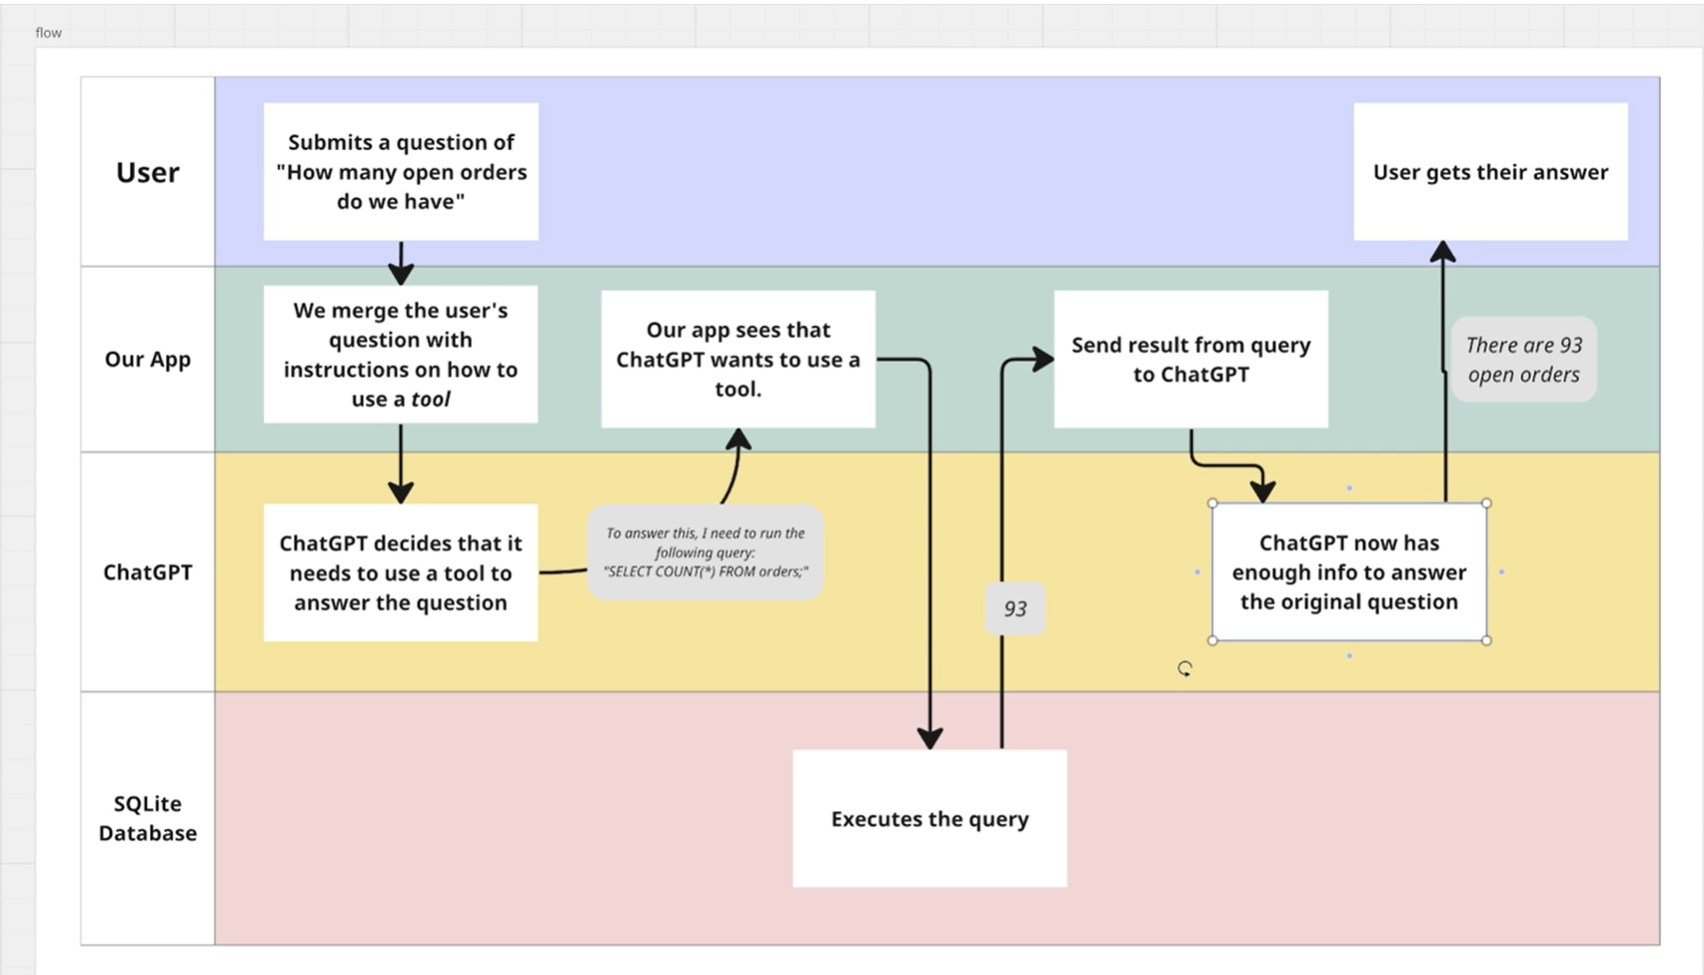 flow
User
Submits a question of
"How many open orders
do we have"
User gets their answer
Our App
We merge the user's
question with
instructions on how to
use a tool
Our app sees that
ChatGPT wants to use a
tool.
Send result from query
to ChatGPT
There are 93
open orders
ChatGPT
ChatGPT decides that it
needs to use a tool to
answer the question
To answer this, I need to run the
following query:
"SELECT COUNT(*) FROM orders;"
93
ChatGPT now has
enough info to answer
the original question
SQLite
Database
Executes the query